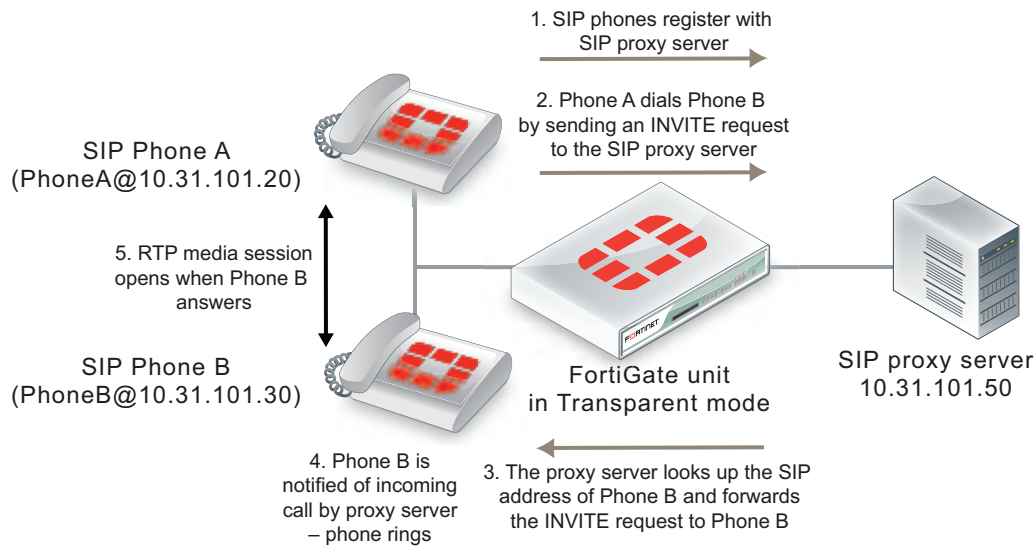 1. SIP phones register with
SIP proxy server
2. Phone A dials Phone B
by sending an INVITE request
to the SIP proxy server
SIP Phone A
(PhoneA@10.31.101.20)
5. RTP media session
opens when Phone B
answers
FORTINET
SIP Phone B
(PhoneB@10.31.101.30)
FortiGate unit
in Transparent mode
SIP proxy server
10.31.101.50
4. Phone B is
notified of incoming
call by proxy server
– phone rings
3. The proxy server looks up the SIP
address of Phone B and forwards
the INVITE request to Phone B